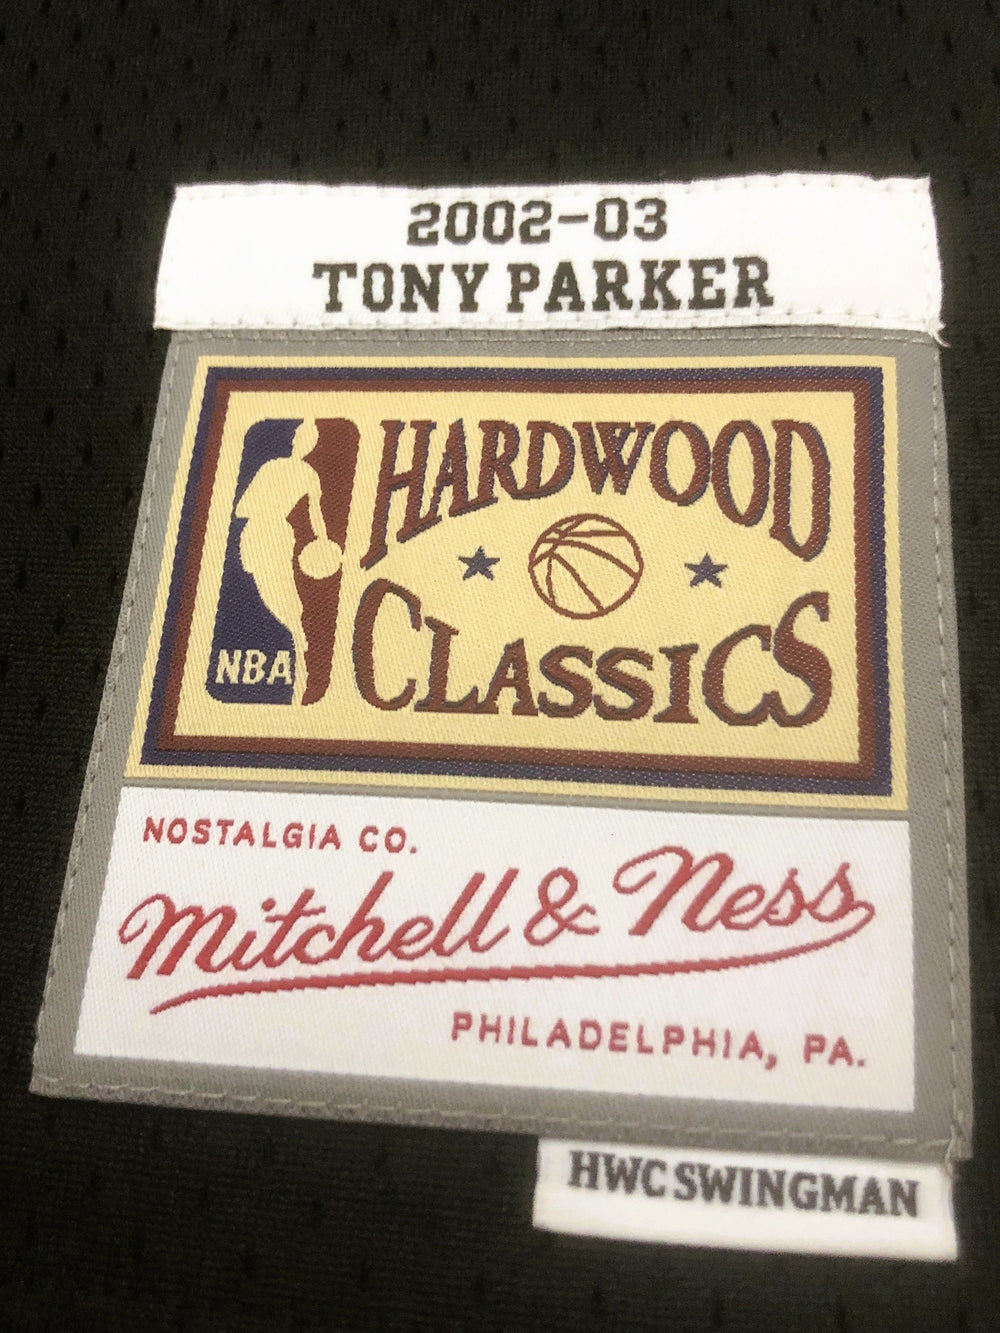 2002-03
TONY PARKER
HARDWOOD
CLASSICS
NBA
NOSTALGIA CO.
Mitchell & Ness
PHILADELPHIA, PA.
HWC SWINGMAN